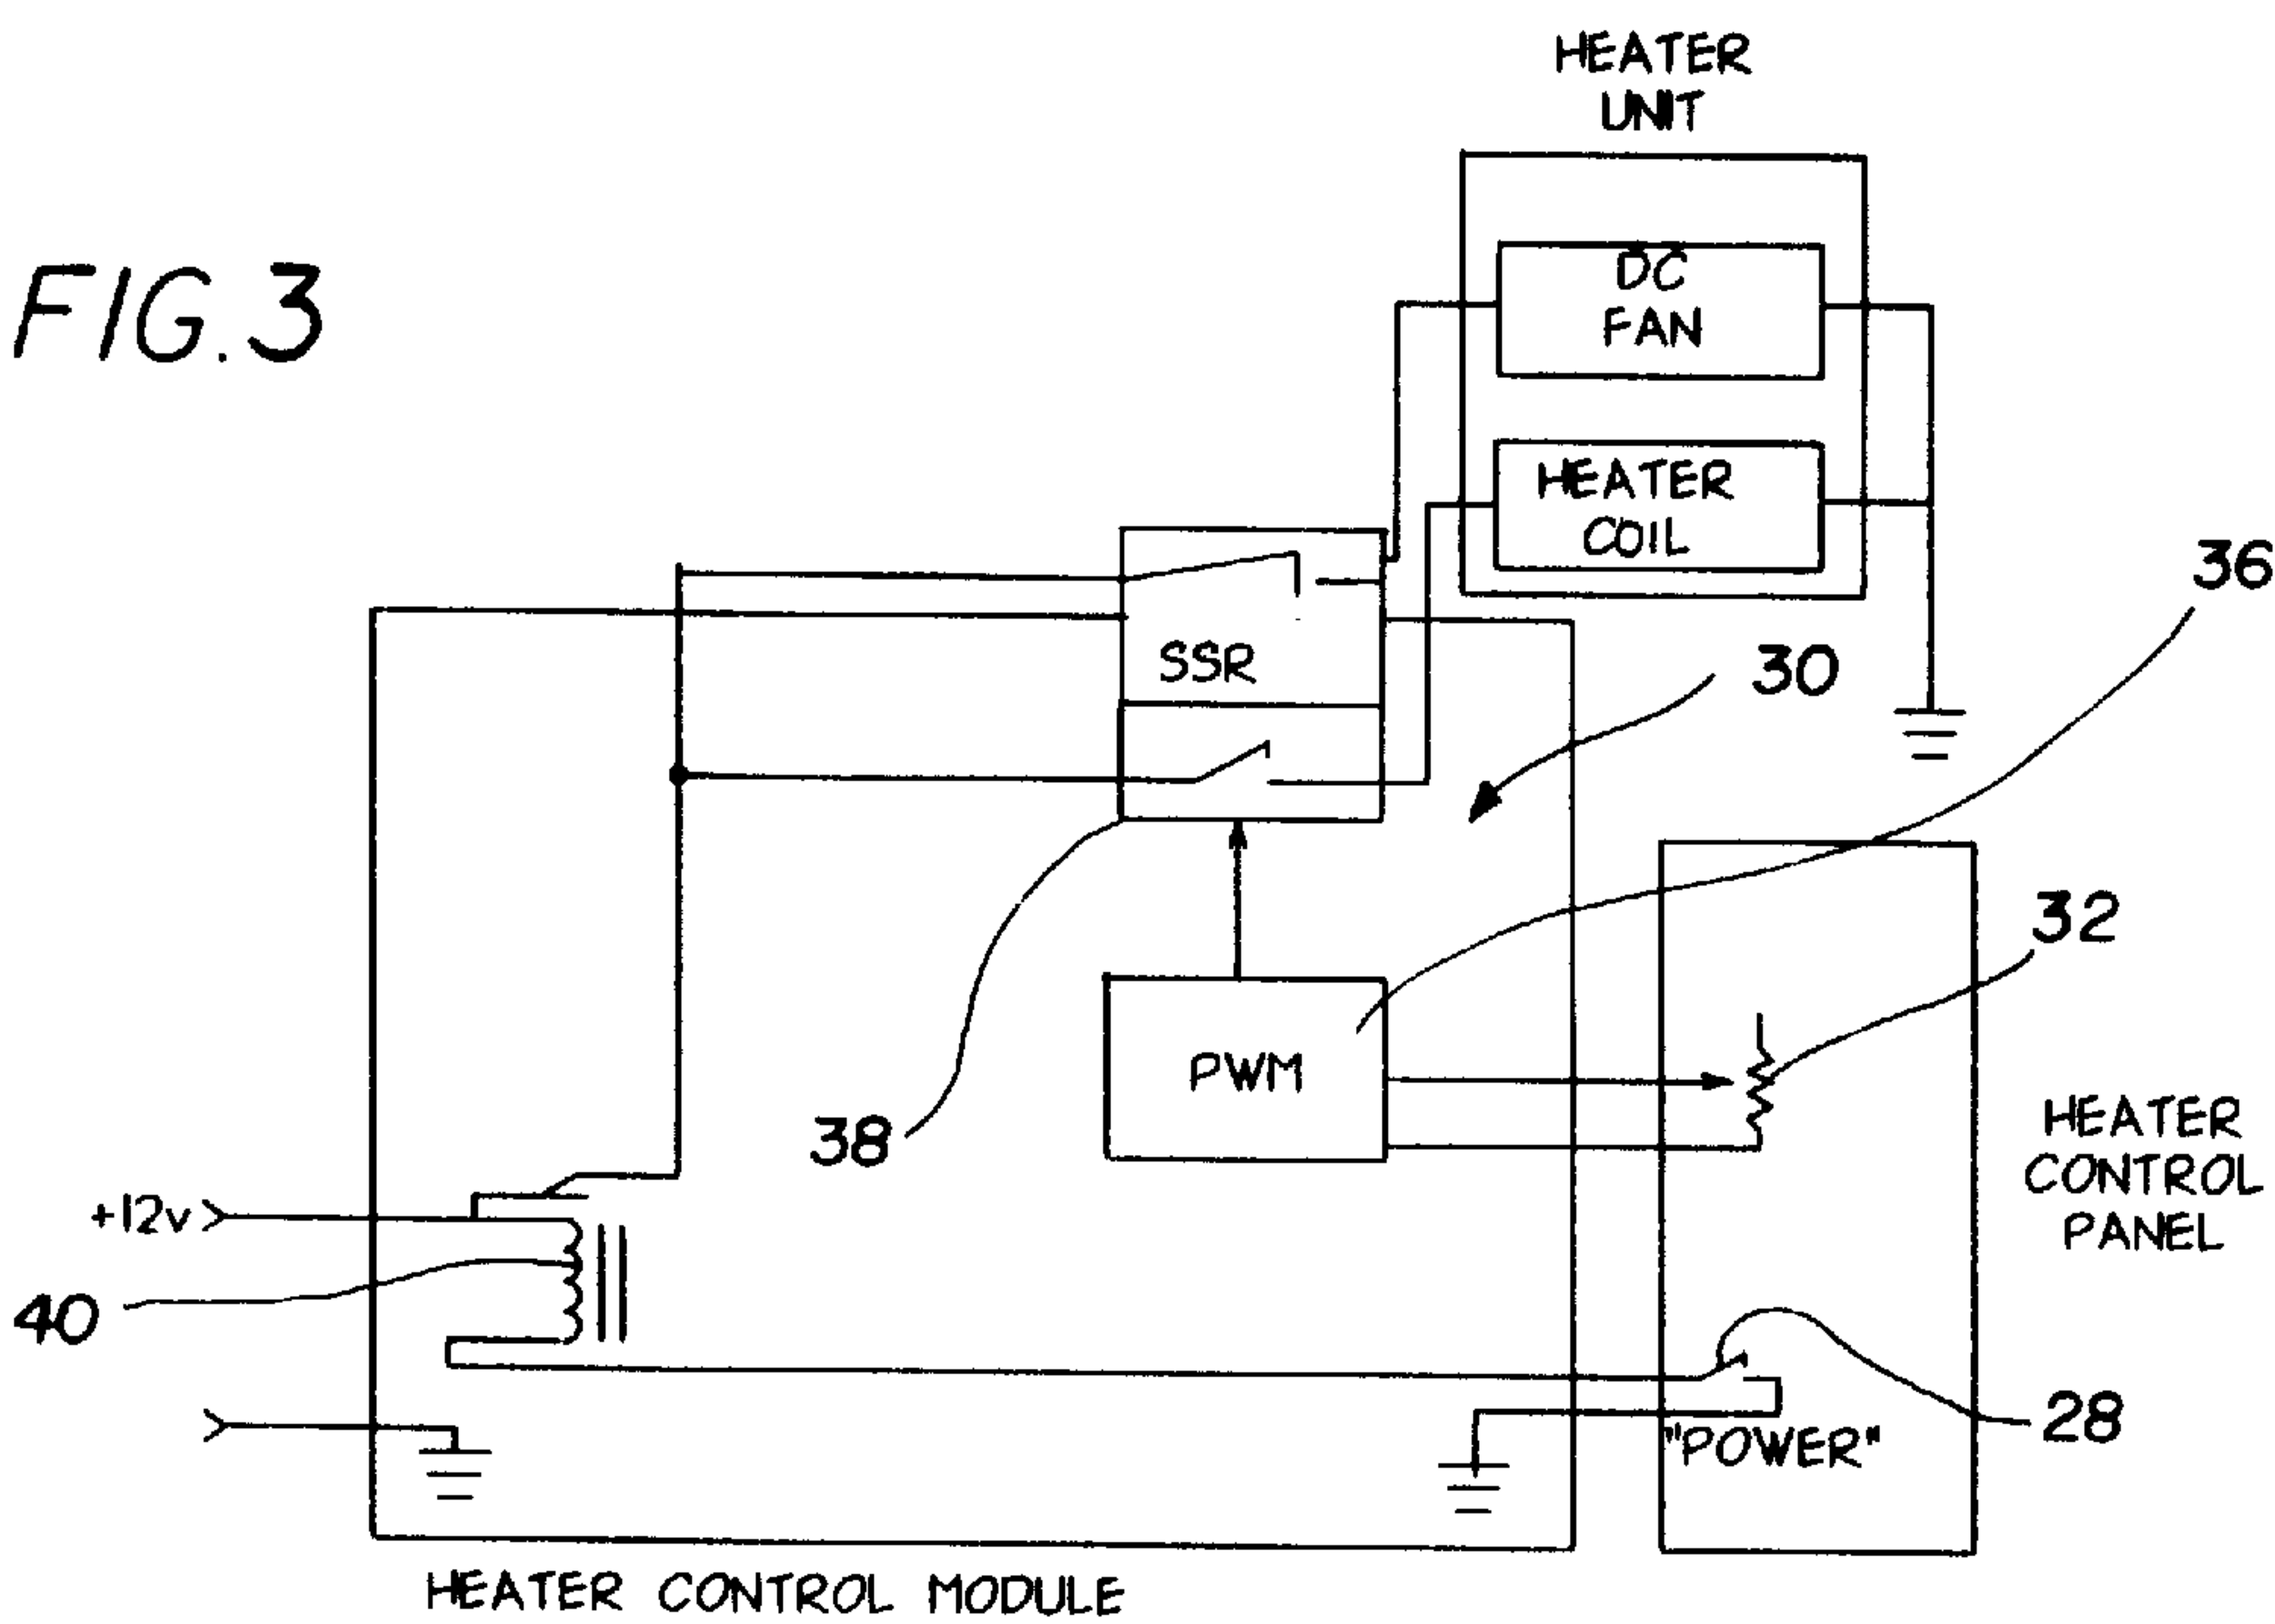 HEATER
UNIT
FIG. 3
DC
FAN
HEATER
COIL
36
SSR
30
32
PWM
38
HEATER
CONTROL
PANEL
+12v
40
28
"POWER"
HEATER CONTROL MODULE